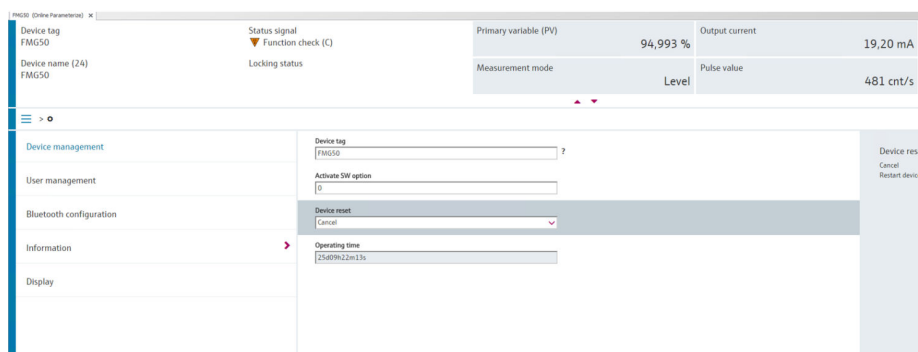 FMG50 (Online Parameterize) ×
Device tag
FMG50
Status signal
Function check (C)
Primary variable (PV)
94,993 %
Output current
19,20 mA
Device name (24)
FMG50
Locking status
Measurement mode
Level
Pulse value
481 cnt/s
>
Device management
User management
Bluetooth configuration
Information
Display
Device tag
FMG50
?
Activate SW option
0
Device reset
Cancel
Operating time
25d09h22m13s
Device res
Cancel
Restart devic